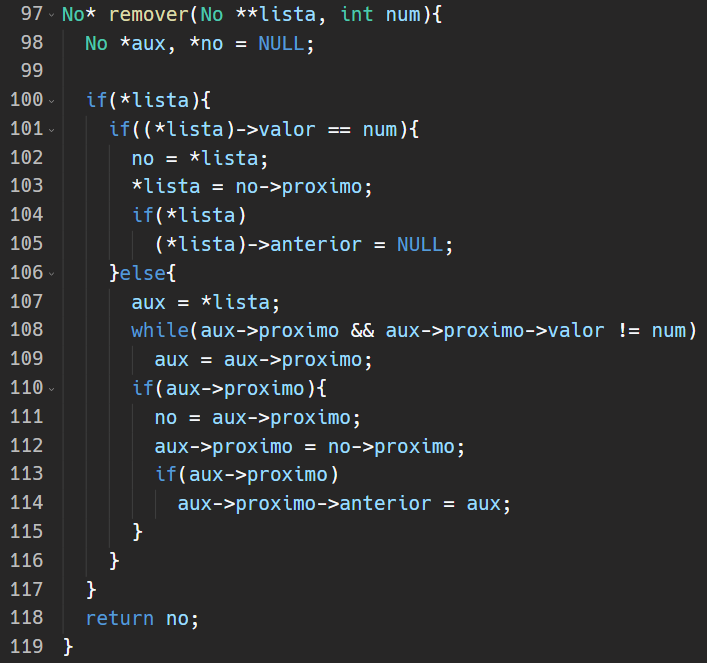 97 No* remover(No **lista, int num){
98   No *aux, *no = NULL;
99
100   if(*lista){
101     if((*lista)->valor == num){
102       no = *lista;
103       *lista = no->proximo;
104       if(*lista)
105         (*lista)->anterior = NULL;
106     }else{
107       aux = *lista;
108       while(aux->proximo && aux->proximo->valor != num)
109         aux = aux->proximo;
110       if(aux->proximo){
111         no = aux->proximo;
112         aux->proximo = no->proximo;
113         if(aux->proximo)
114           aux->proximo->anterior = aux;
115       }
116     }
117   }
118   return no;
119 }